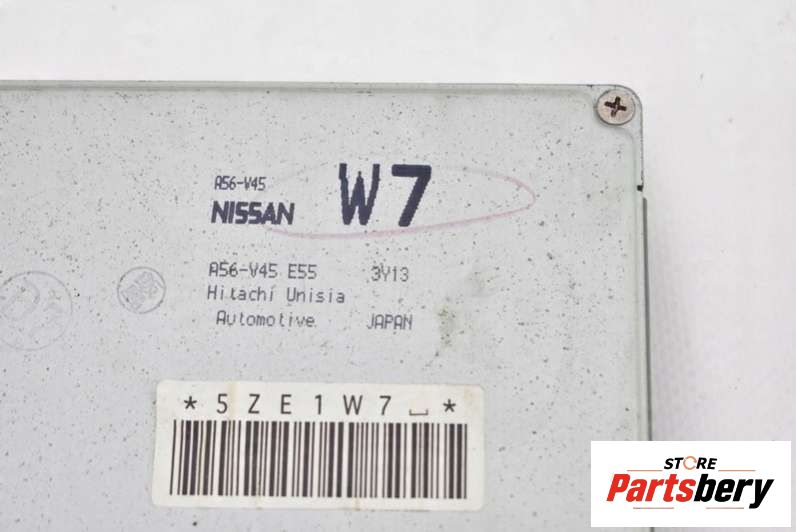 A56-V45
NISSAN W7
A56-V45 E55 3Y13
Hitachi Unisia
Automotive JAPAN
*5ZE1W7⎵*
STORE
Partsbery